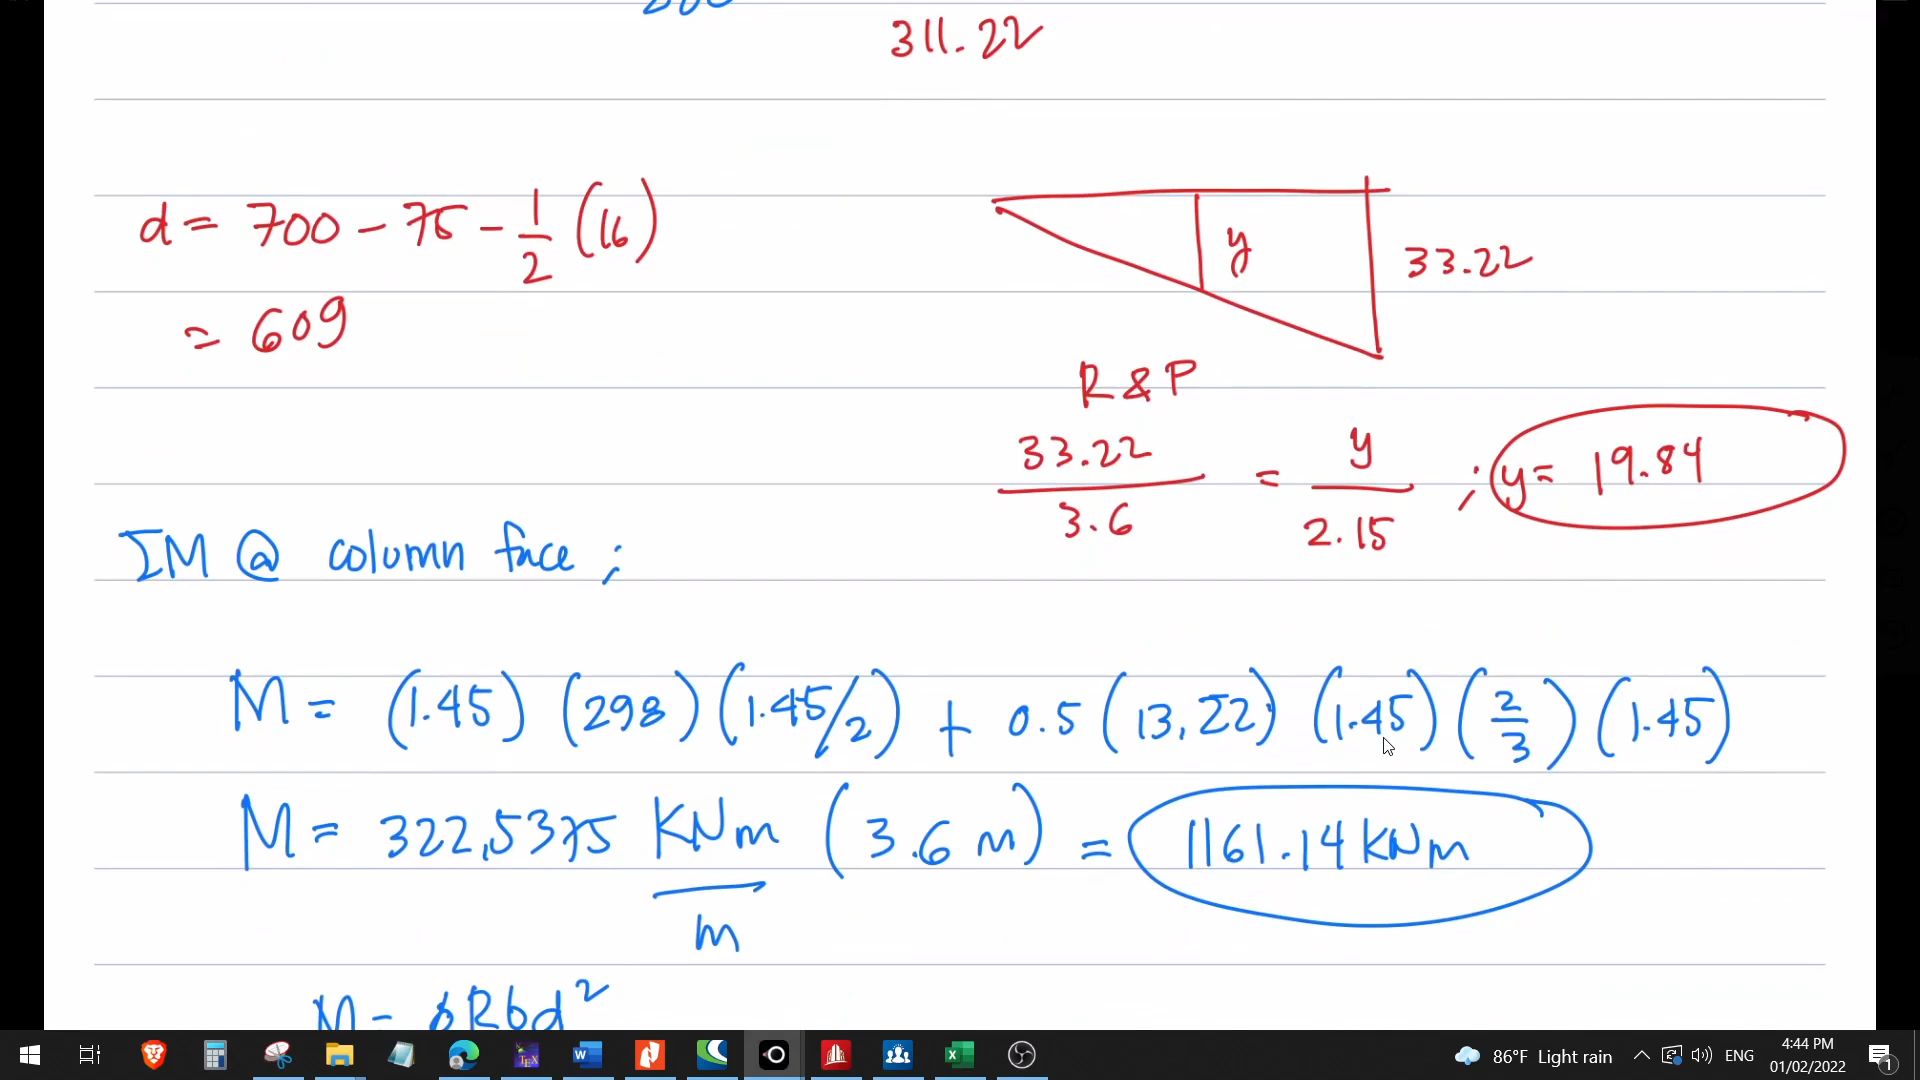 311.22
d = 700 - 75 - 1/2 (16)
= 609
y
33.22
R & P
33.22/3.6 = y/2.15 ; y = 19.84
ΣM @ column face ;
M = (1.45) (298) (1.45/2) + 0.5 (13,22) (1.45) (2/3) (1.45)
M = 322,5375 KNm/m (3.6 m) = 1161.14 kNm
M = ϕRbd²
86°F Light rain
ENG
4:44 PM
01/02/2022
1